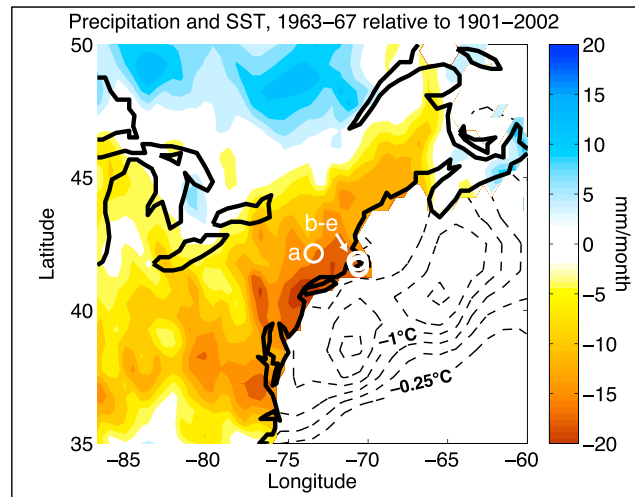 Precipitation and SST, 1963–67 relative to 1901–2002
50
45
40
35
Latitude
−85
−80
−75
−70
−65
−60
Longitude
b-e
a
−1°C
−0.25°C
20
15
10
5
0
−5
−10
−15
−20
mm/month